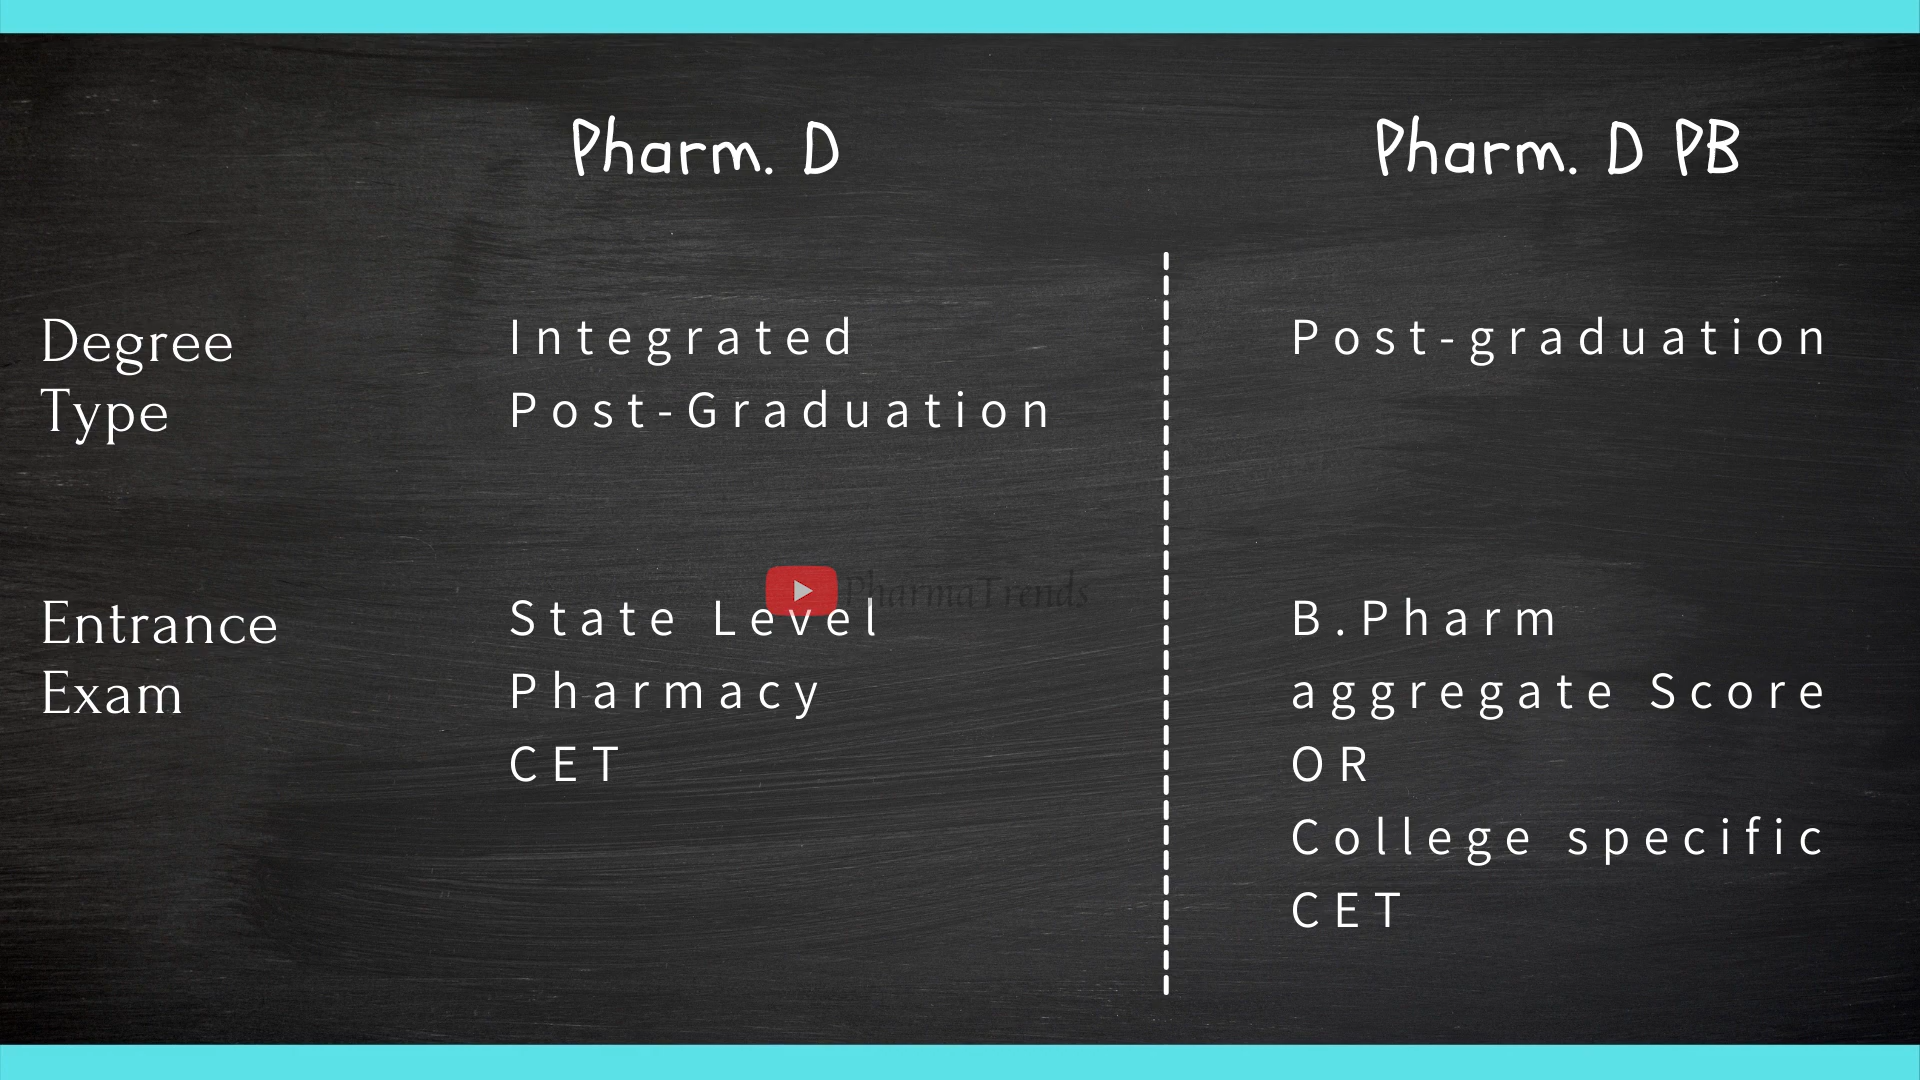 Pharm. D
Pharm. D PB
Degree
Type
Integrated
Post-Graduation
Post-graduation
PharmaTrends
Entrance
Exam
State Level
Pharmacy
CET
B.Pharm
aggregate Score
OR
College specific
CET